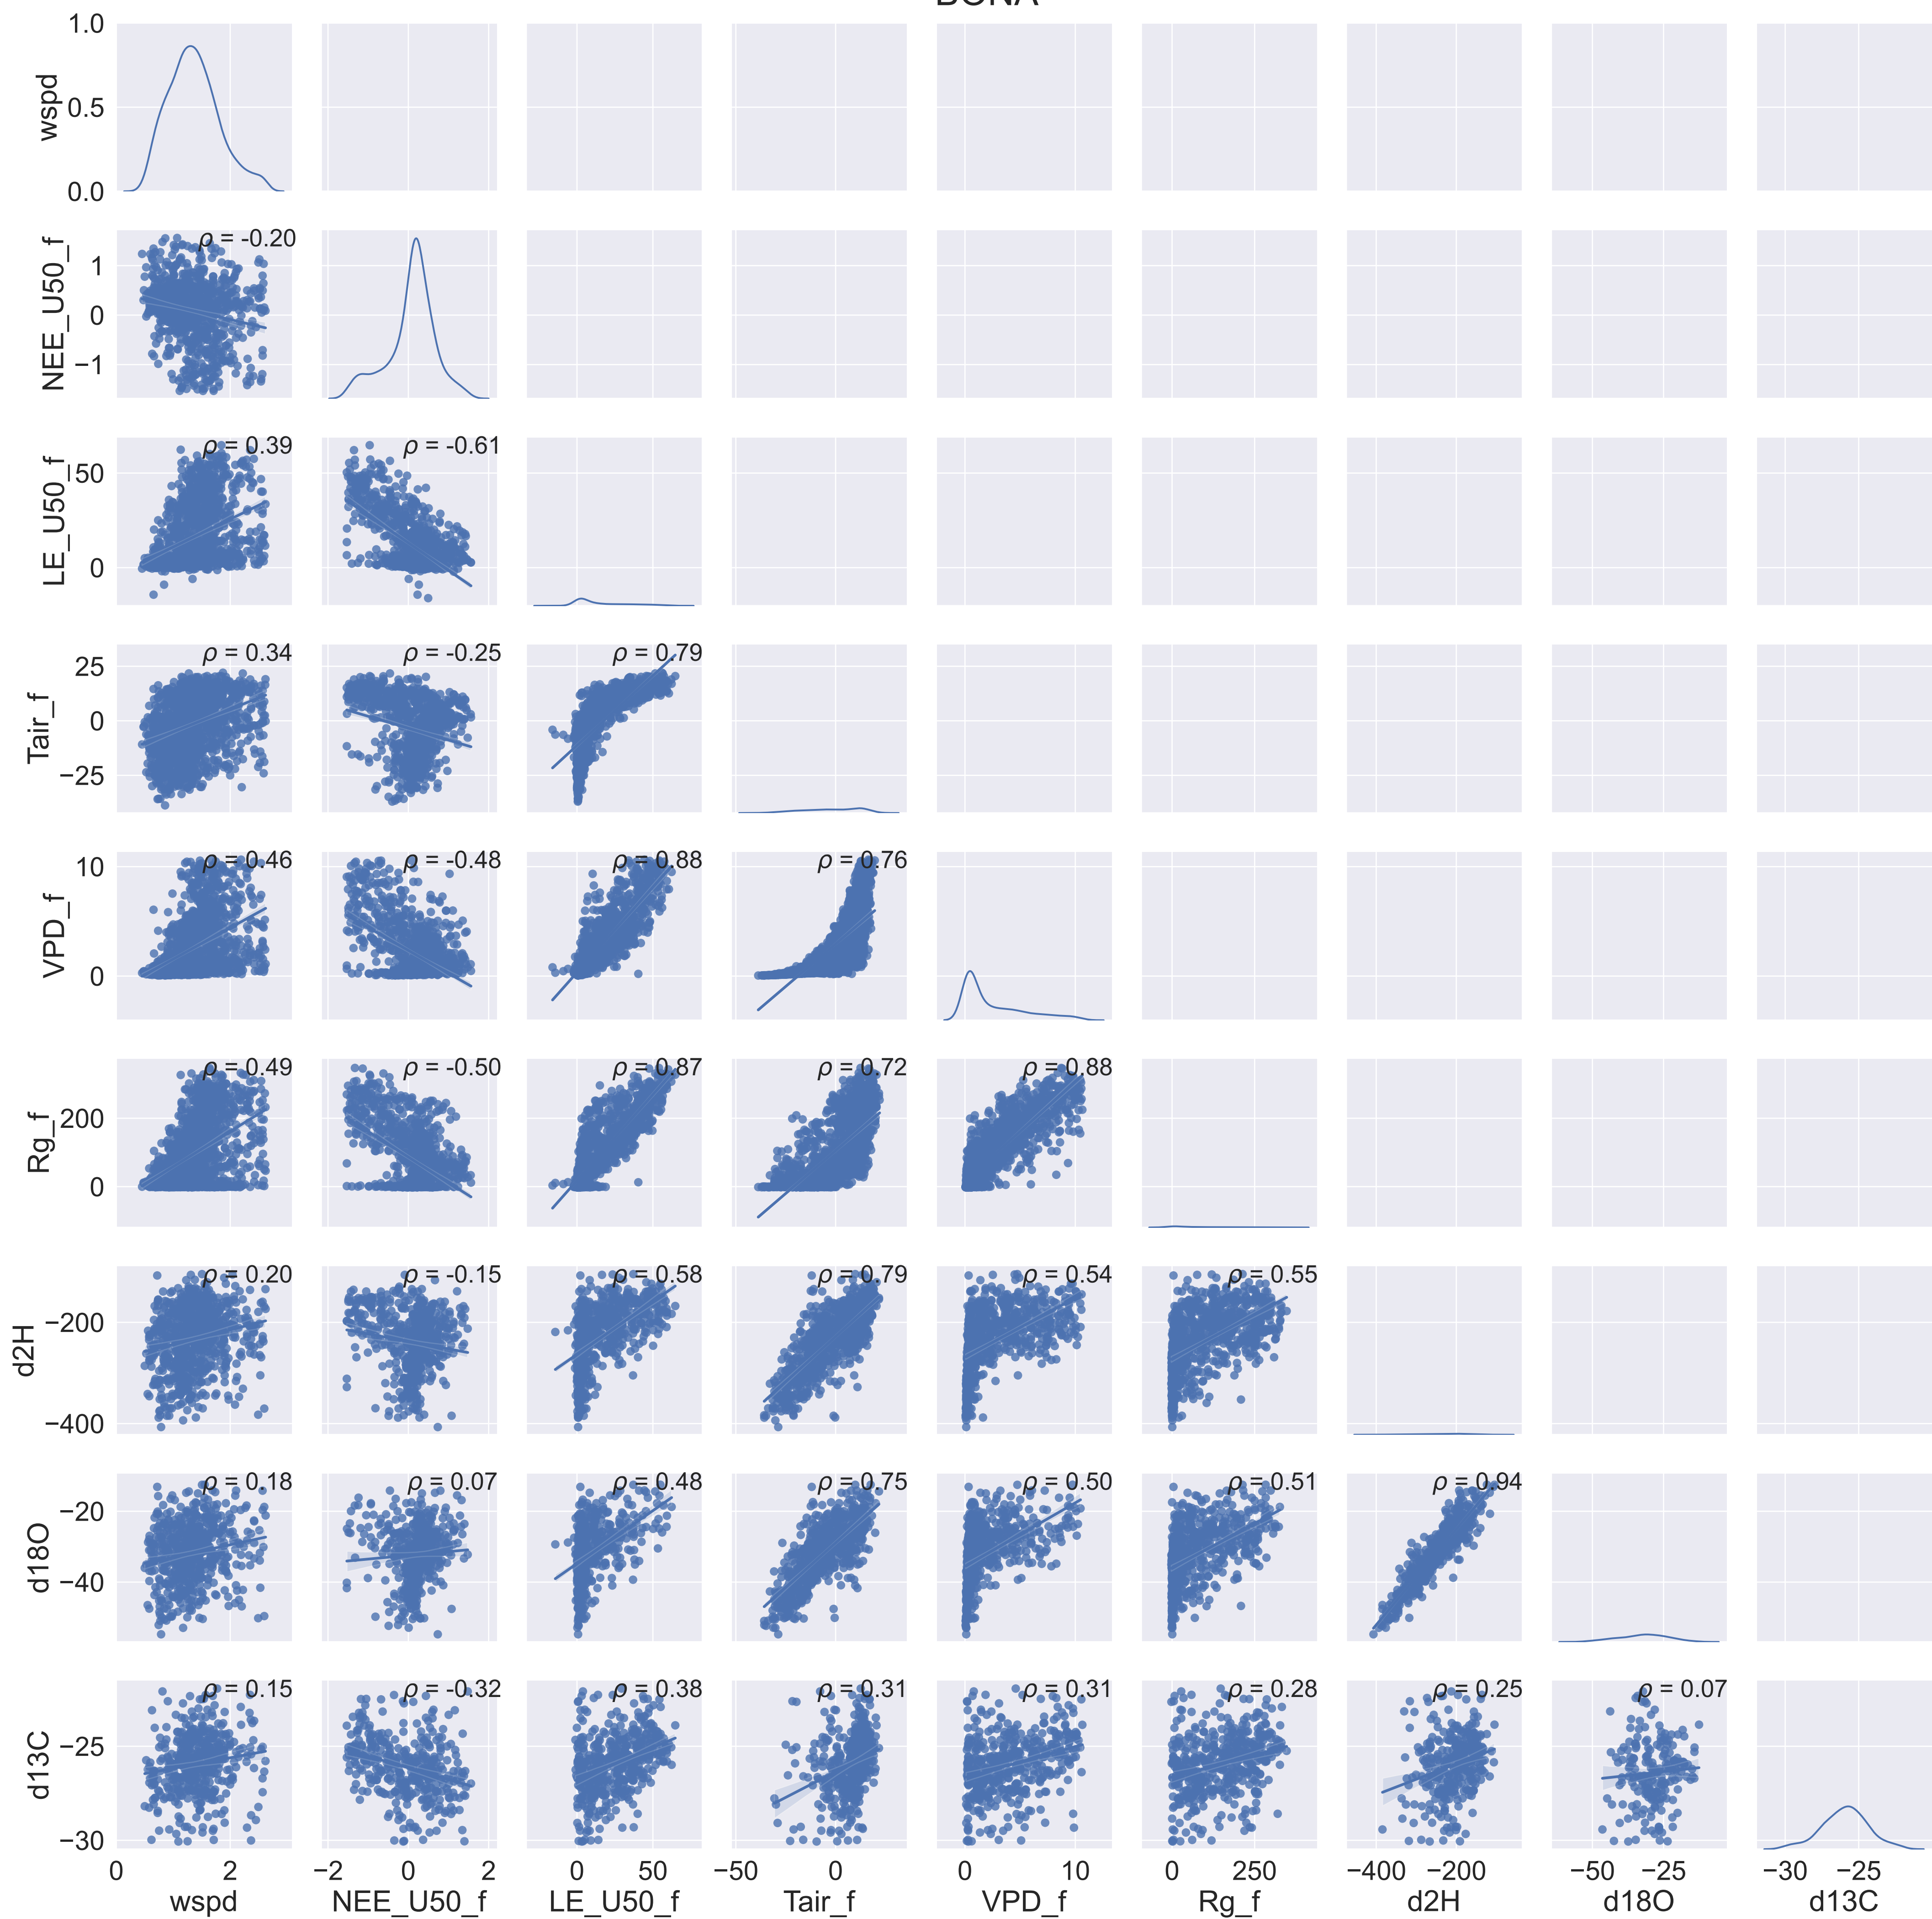 BONA
1.0
0.5
0.0
wspd
ρ = -0.20
1
0
−1
NEE_U50_f
ρ = 0.39
ρ = -0.61
50
0
LE_U50_f
ρ = 0.34
ρ = -0.25
ρ = 0.79
25
0
−25
Tair_f
ρ = 0.46
ρ = -0.48
ρ = 0.88
ρ = 0.76
10
0
VPD_f
ρ = 0.49
ρ = -0.50
ρ = 0.87
ρ = 0.72
ρ = 0.88
200
0
Rg_f
ρ = 0.20
ρ = -0.15
ρ = 0.58
ρ = 0.79
ρ = 0.54
ρ = 0.55
−200
−400
d2H
ρ = 0.18
ρ = 0.07
ρ = 0.48
ρ = 0.75
ρ = 0.50
ρ = 0.51
ρ = 0.94
−20
−40
d18O
ρ = 0.15
ρ = -0.32
ρ = 0.38
ρ = 0.31
ρ = 0.31
ρ = 0.28
ρ = 0.25
ρ = 0.07
−25
−30
d13C
0 2
−2 0 2
0 50
−50 0
0 10
0 250
−400 −200
−50 −25
−30 −25
wspd
NEE_U50_f
LE_U50_f
Tair_f
VPD_f
Rg_f
d2H
d18O
d13C